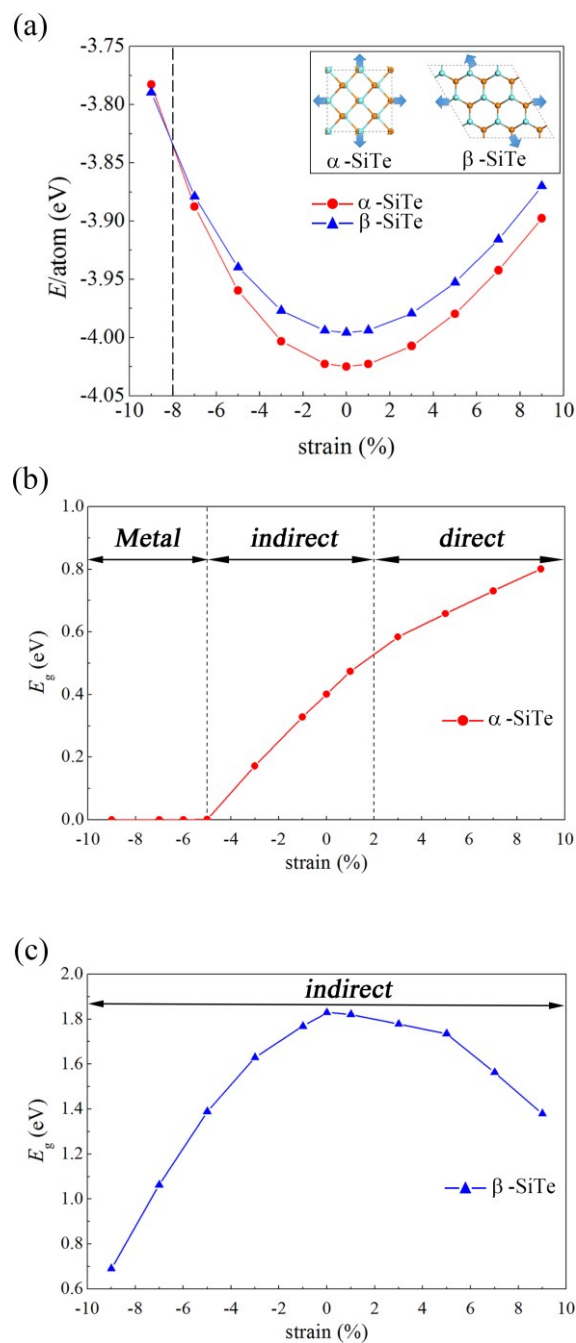 (a)
-3.75
-3.80
-3.85
-3.90
-3.95
-4.00
-4.05
E/atom (eV)
α -SiTe β -SiTe
α -SiTe
β -SiTe
-10 -8 -6 -4 -2 0 2 4 6 8 10
strain (%)
(b)
1.0
0.8
0.6
0.4
0.2
0.0
Eg (eV)
Metal indirect direct
α -SiTe
-10 -8 -6 -4 -2 0 2 4 6 8 10
strain (%)
(c)
2.0
1.8
1.6
1.4
1.2
1.0
0.8
0.6
Eg (eV)
indirect
β -SiTe
-10 -8 -6 -4 -2 0 2 4 6 8 10
strain (%)